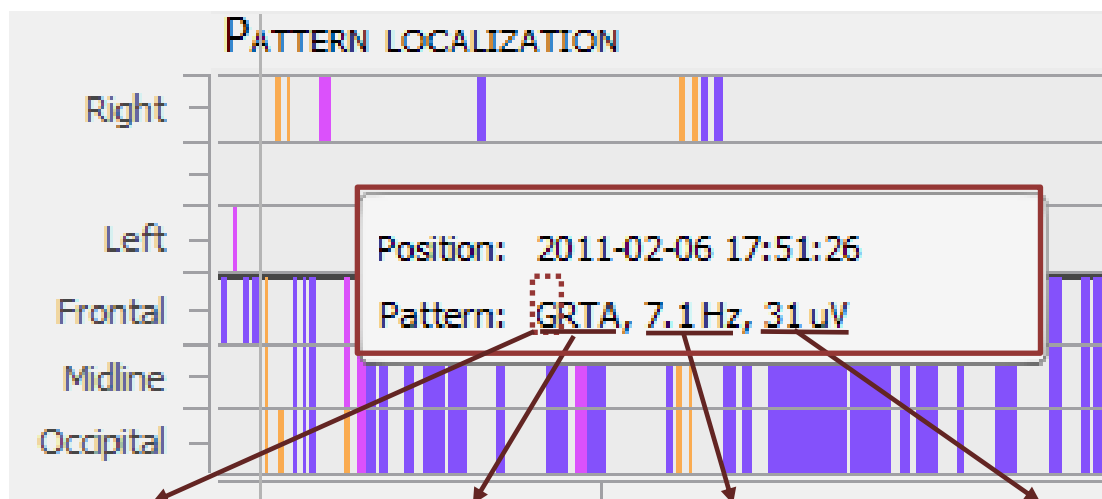 PATTERN LOCALIZATION
Right
Left
Frontal
Midline
Occipital
Position: 2011-02-06 17:51:26
Pattern: GRTA, 7.1 Hz, 31 uV